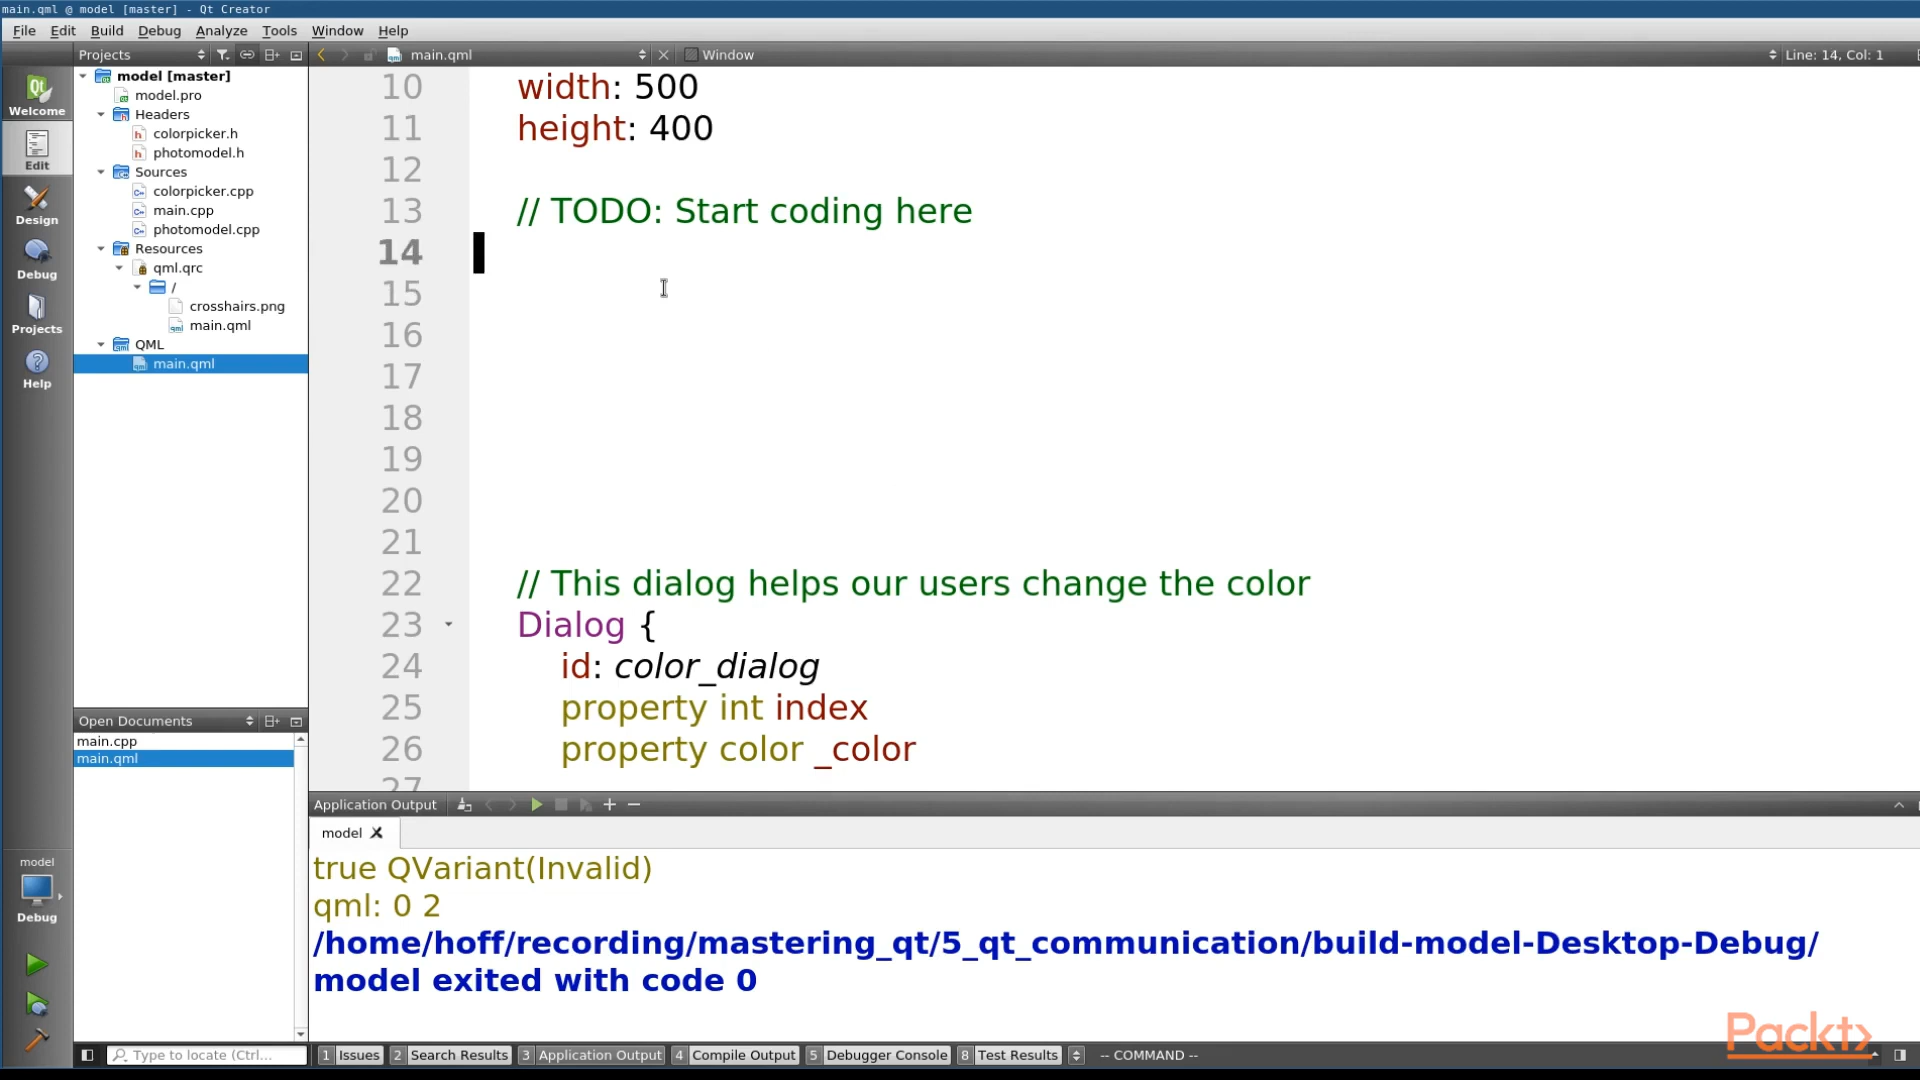 main.qml @ model [master] - Qt Creator
File Edit Build Debug Analyze Tools Window Help
Projects main.qml Window Line: 14, Col: 1
Welcome
Edit
Design
Debug
Projects
Help
model [master]
model.pro
Headers
colorpicker.h
photomodel.h
Sources
colorpicker.cpp
main.cpp
photomodel.cpp
Resources
qml.qrc
/
crosshairs.png
main.qml
QML
main.qml
10 width: 500
11 height: 400
12
13 // TODO: Start coding here
14
15
16
17
18
19
20
21
22 // This dialog helps our users change the color
23 Dialog {
24 id: color_dialog
25 property int index
26 property color _color
27
Open Documents
main.cpp
main.qml
Application Output
model
true QVariant(Invalid)
qml: 0 2
/home/hoff/recording/mastering_qt/5_qt_communication/build-model-Desktop-Debug/
model exited with code 0
model
Debug
Packt>
Type to locate (Ctrl... 1 Issues 2 Search Results 3 Application Output 4 Compile Output 5 Debugger Console 8 Test Results -- COMMAND --